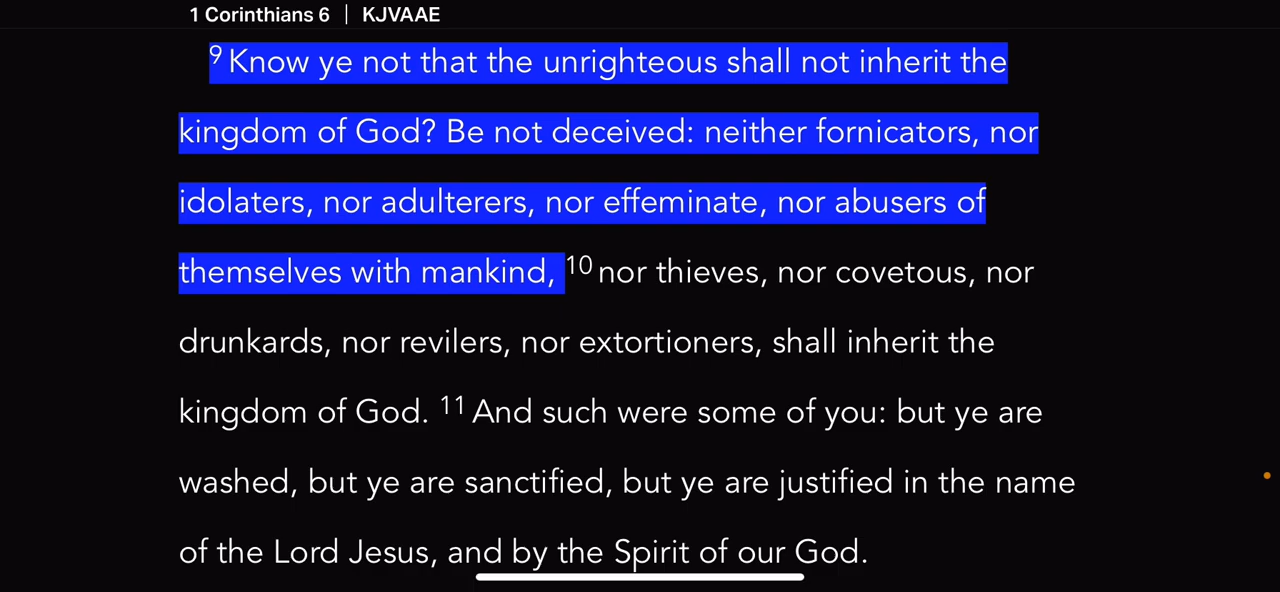 1 Corinthians 6 | KJVAAE
9 Know ye not that the unrighteous shall not inherit the
kingdom of God? Be not deceived: neither fornicators, nor
idolaters, nor adulterers, nor effeminate, nor abusers of
themselves with mankind, 10 nor thieves, nor covetous, nor
drunkards, nor revilers, nor extortioners, shall inherit the
kingdom of God. 11 And such were some of you: but ye are
washed, but ye are sanctified, but ye are justified in the name
of the Lord Jesus, and by the Spirit of our God.